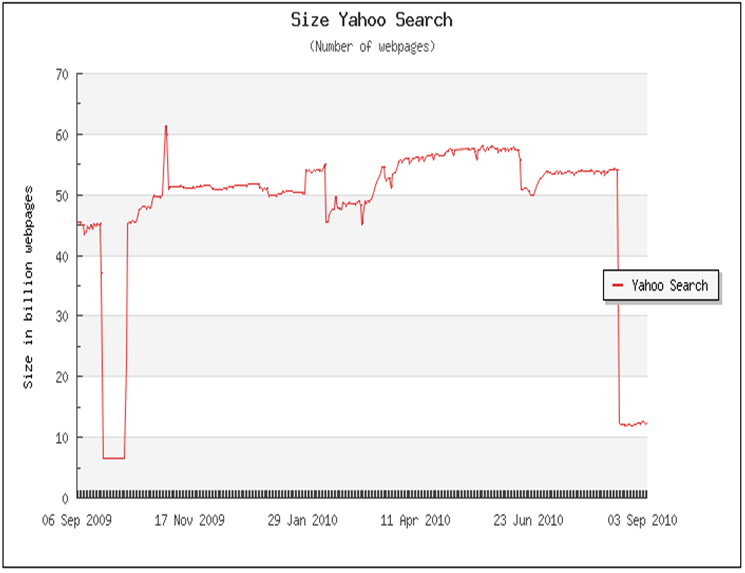 Size Yahoo Search
(Number of webpages)
Size in billion webpages
70
60
50
40
30
20
10
0
Yahoo Search
06 Sep 2009
17 Nov 2009
29 Jan 2010
11 Apr 2010
23 Jun 2010
03 Sep 2010